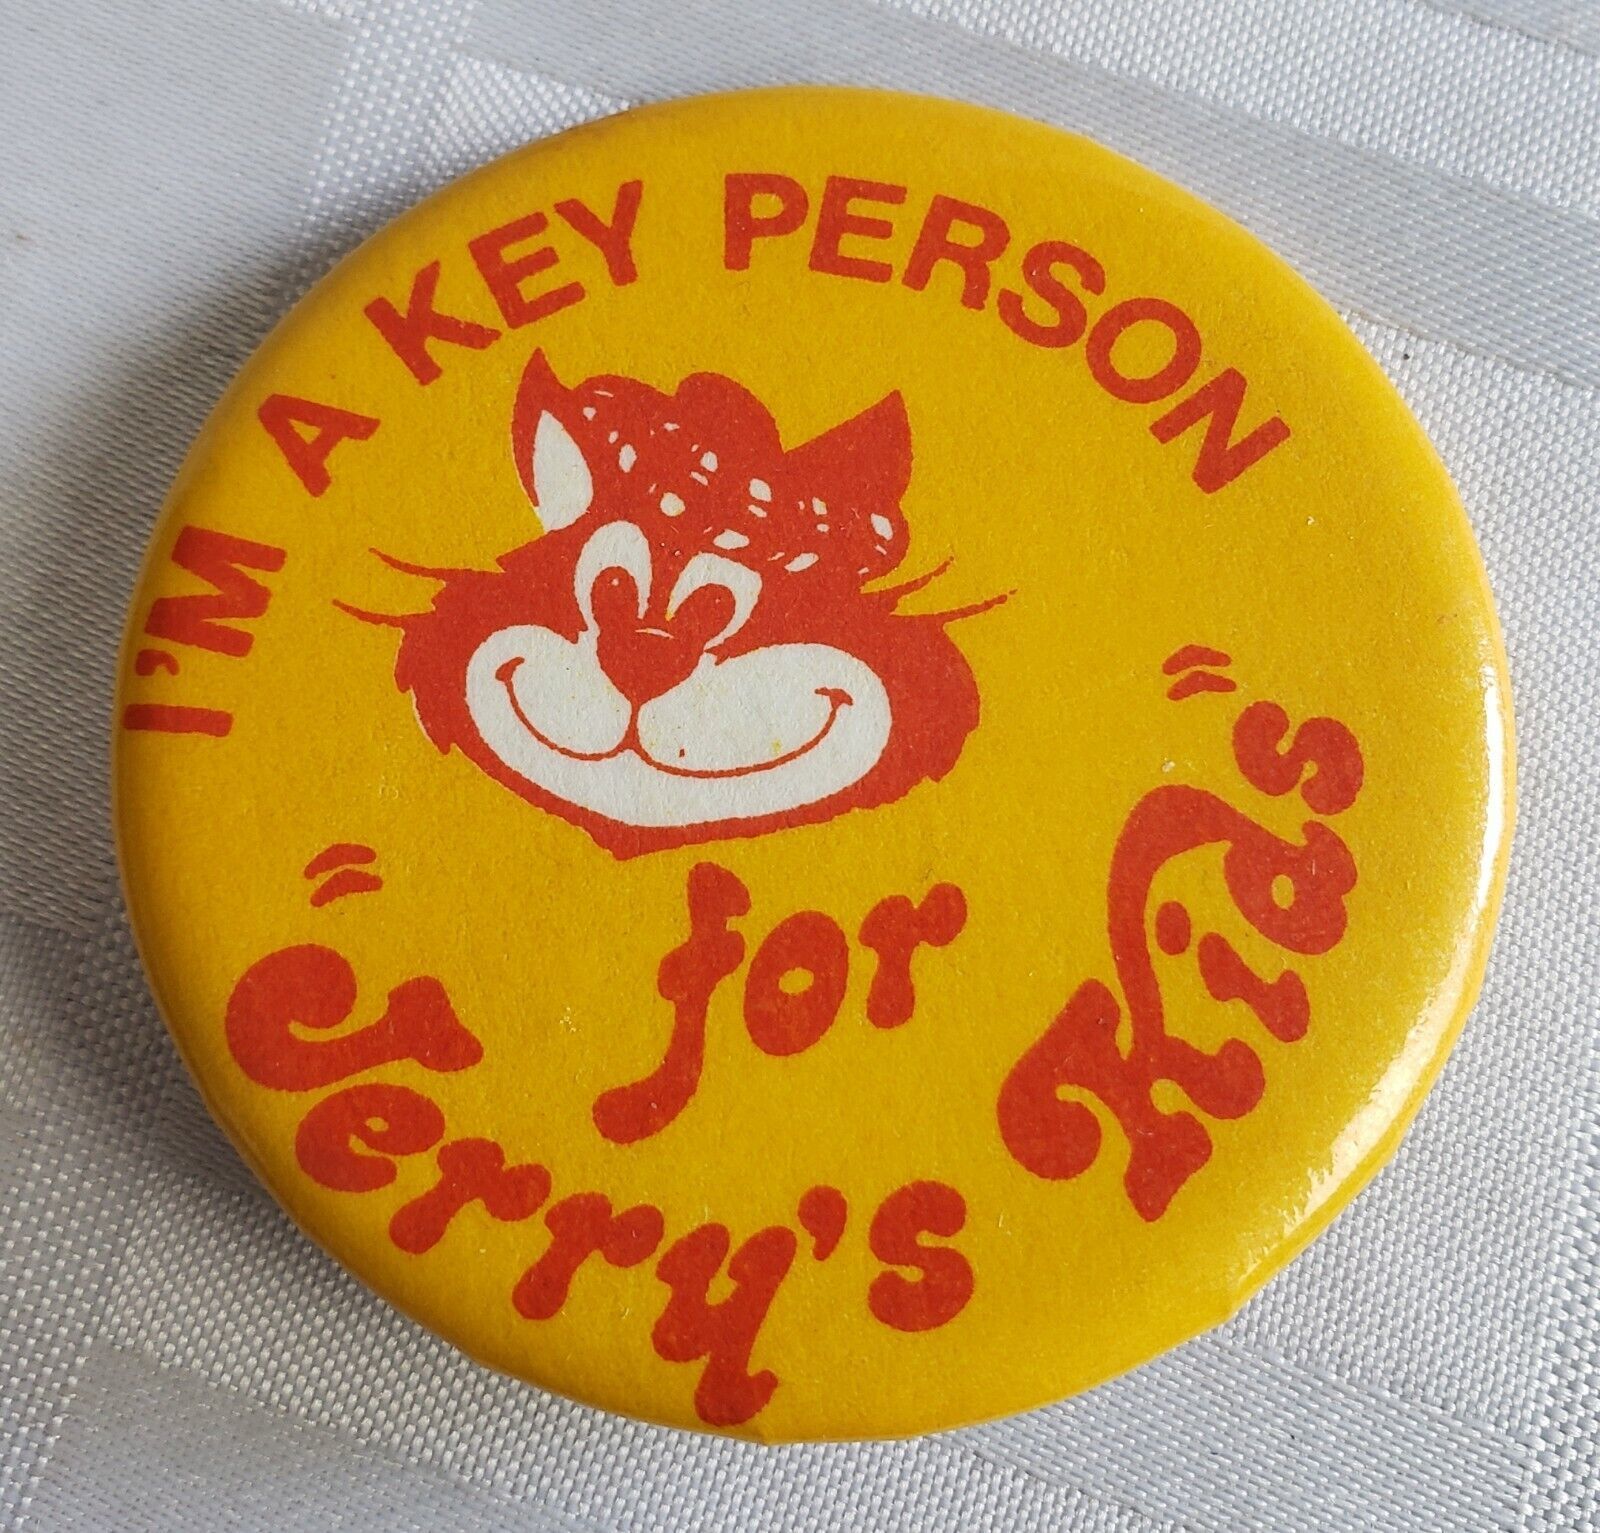 I'M A KEY PERSON
for
"Jerry's Kids"